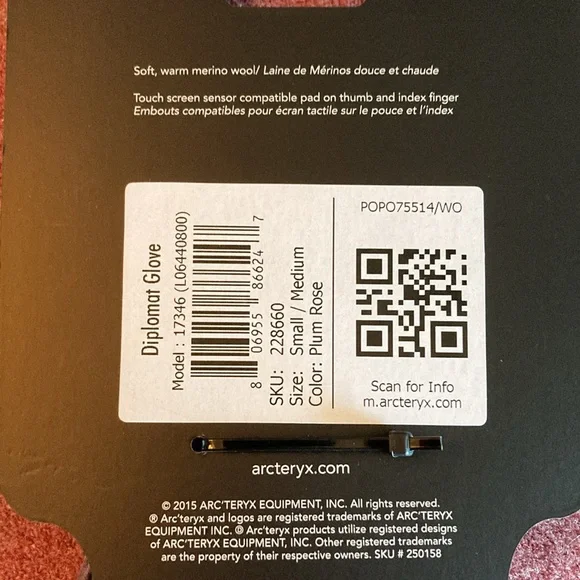 Soft, warm merino wool/ Laine de Mérinos douce et chaude
Touch screen sensor compatible pad on thumb and index finger
Embouts compatibles pour écran tactile sur le pouce et l'index
Diplomat Glove
Model : 17346 (L06440800)
8 06955 86624 7
SKU: 228660
Size: Small / Medium
Color: Plum Rose
POPO75514/WO
Scan for Info
m.arcteryx.com
arcteryx.com
© 2015 ARC'TERYX EQUIPMENT, INC. All rights reserved.
® Arc'teryx and logos are registered trademarks of ARC'TERYX
EQUIPMENT, INC. ® Arc'teryx products utilize registered designs
of ARC'TERYX EQUIPMENT, INC. Other registered trademarks
are the property of their respective owners. SKU # 250158